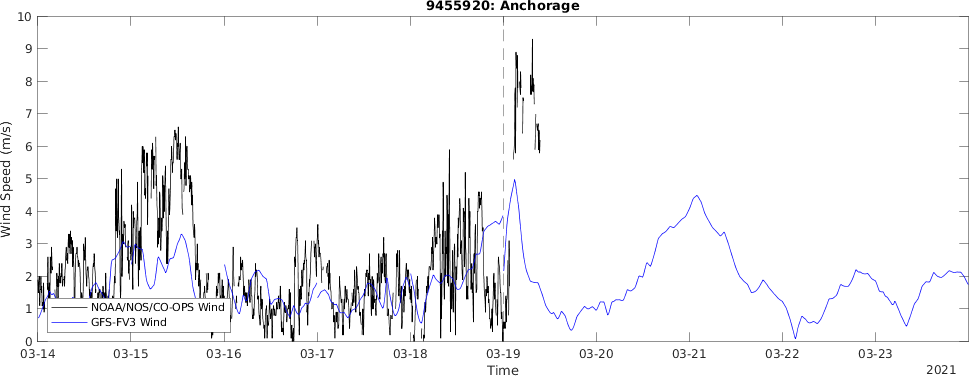 9455920: Anchorage
10
9
8
7
6
5
4
3
2
1
0
Wind Speed (m/s)
NOAA/NOS/CO-OPS Wind
GFS-FV3 Wind
03-14 03-15 03-16 03-17 03-18 03-19 03-20 03-21 03-22 03-23
Time
2021